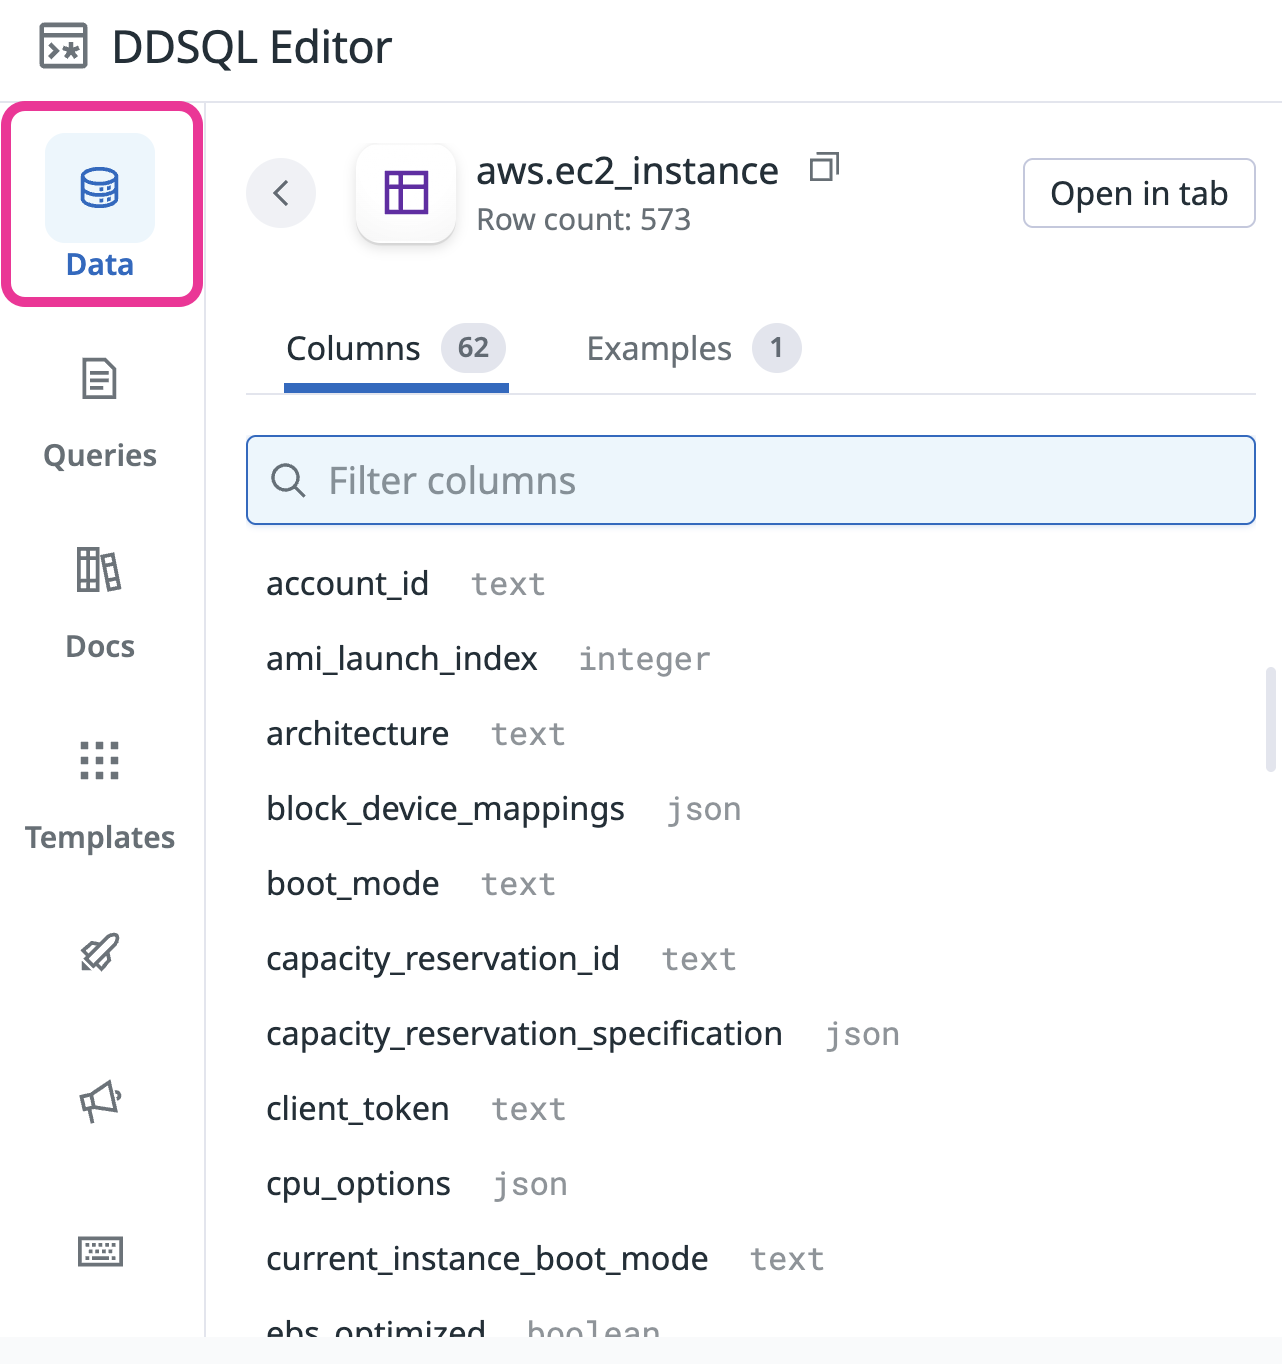 DDSQL Editor
Data
Queries
Docs
Templates
aws.ec2_instance
Row count: 573
Open in tab
Columns 62 Examples 1
Filter columns
account_id text
ami_launch_index integer
architecture text
block_device_mappings json
boot_mode text
capacity_reservation_id text
capacity_reservation_specification json
client_token text
cpu_options json
current_instance_boot_mode text
ebs_optimized boolean